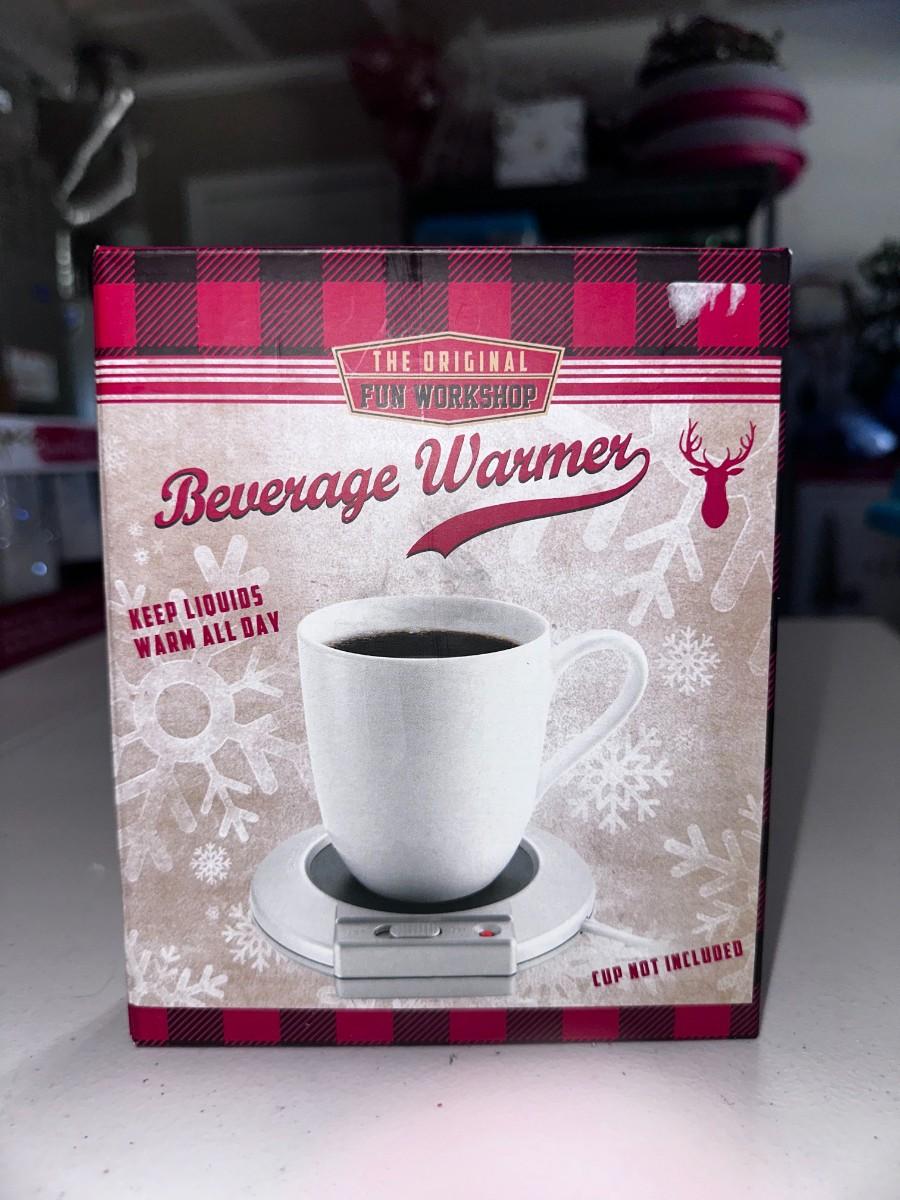 THE ORIGINAL
FUN WORKSHOP
Beverage Warmer
KEEP LIQUIDS
WARM ALL DAY
CUP NOT INCLUDED